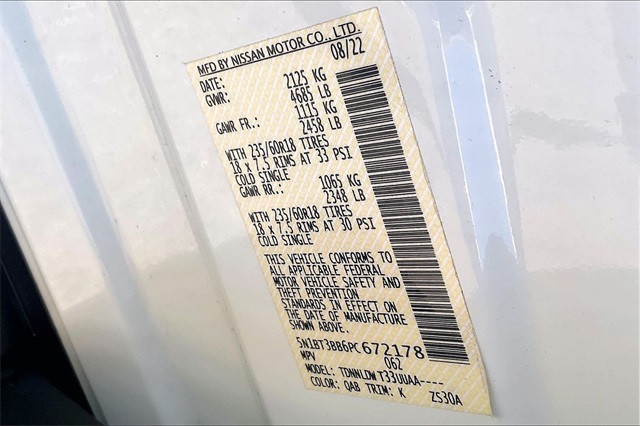 MFD BY NISSAN MOTOR CO., LTD.
DATE: 08/22
GVWR: 2125 KG
4685 LB
GAWR FR.: 1115 KG
2458 LB
WITH 235/60R18 TIRES
18 x 7.5 RIMS AT 33 PSI
COLD SINGLE
GAWR RR.: 1065 KG
2348 LB
WITH 235/60R18 TIRES
18 x 7.5 RIMS AT 30 PSI
COLD SINGLE
THIS VEHICLE CONFORMS TO
ALL APPLICABLE FEDERAL
MOTOR VEHICLE SAFETY AND
THEFT PREVENTION
STANDARDS IN EFFECT ON
THE DATE OF MANUFACTURE
SHOWN ABOVE.
5N1BT3BB6PC672178
MPV 062
MODEL: TDNNLDW T33UUAA----
COLOR: QAB TRIM: K Z530A